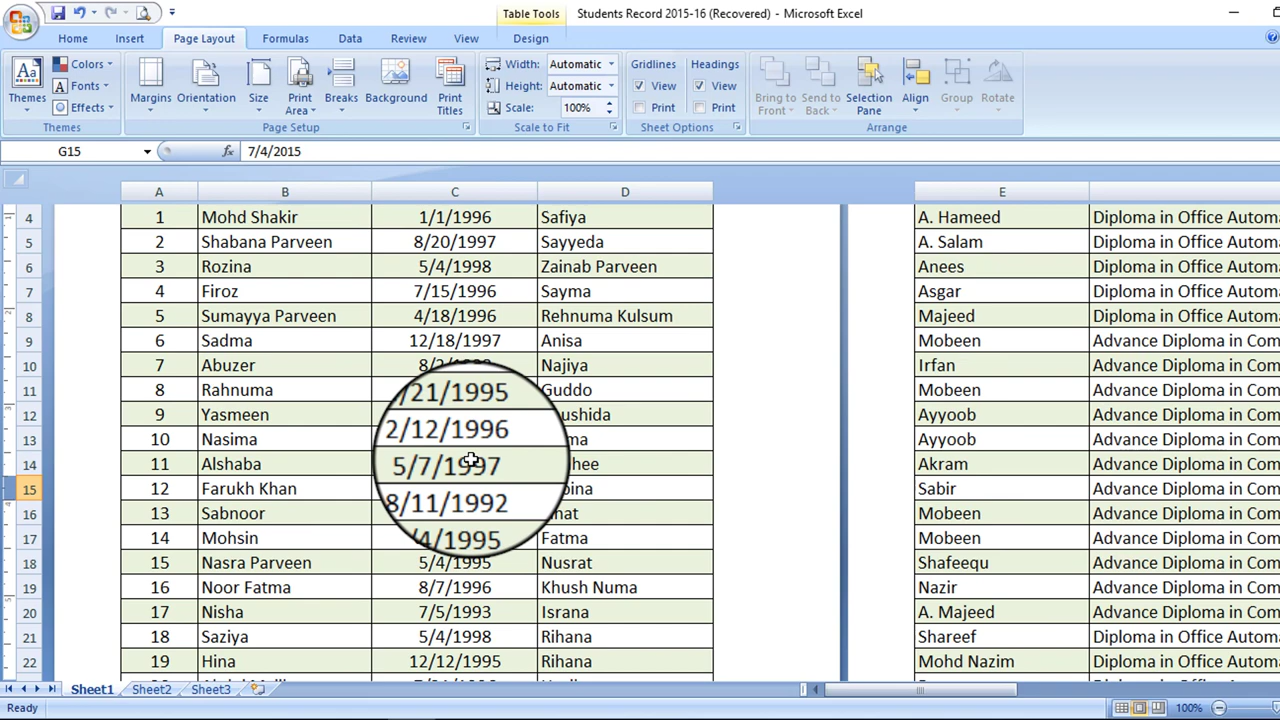 Table Tools
Students Record 2015-16 (Recovered) - Microsoft Excel
Home Insert Page Layout Formulas Data Review View Design
Themes
Colors
Fonts
Effects
Themes
Margins
Orientation
Size
Print Area
Breaks
Background
Print Titles
Page Setup
Width: Automatic
Height: Automatic
Scale: 100%
Scale to Fit
Gridlines
View
Print
Headings
View
Print
Sheet Options
Bring to Front
Send to Back
Selection Pane
Align
Group
Rotate
Arrange
G15 fx 7/4/2015
A B C D E
4 1 Mohd Shakir 1/1/1996 Safiya A. Hameed Diploma in Office Automa
5 2 Shabana Parveen 8/20/1997 Sayyeda A. Salam Diploma in Office Automa
6 3 Rozina 5/4/1998 Zainab Parveen Anees Diploma in Office Automa
7 4 Firoz 7/15/1996 Sayma Asgar Diploma in Office Automa
8 5 Sumayya Parveen 4/18/1996 Rehnuma Kulsum Majeed Diploma in Office Automa
9 6 Sadma 12/18/1997 Anisa Mobeen Advance Diploma in Com
10 7 Abuzer Najiya Irfan Advance Diploma in Com
11 8 Rahnuma /21/1995 Guddo Mobeen Advance Diploma in Com
12 9 Yasmeen 2/12/1996 ushida Ayyoob Advance Diploma in Com
13 10 Nasima ma Ayyoob Advance Diploma in Com
14 11 Alshaba 5/7/1997 hee Akram Advance Diploma in Com
15 12 Farukh Khan 8/11/1992 bina Sabir Advance Diploma in Com
16 13 Sabnoor hat Mobeen Advance Diploma in Com
17 14 Mohsin /4/1995 Fatma Mobeen Advance Diploma in Com
18 15 Nasra Parveen 5/4/1995 Nusrat Shafeequ Advance Diploma in Com
19 16 Noor Fatma 8/7/1996 Khush Numa Nazir Advance Diploma in Com
20 17 Nisha 7/5/1993 Israna A. Majeed Advance Diploma in Com
21 18 Saziya 5/4/1998 Rihana Shareef Advance Diploma in Com
22 19 Hina 12/12/1995 Rihana Mohd Nazim Advance Diploma in Com
Sheet1 Sheet2 Sheet3
Ready 100%